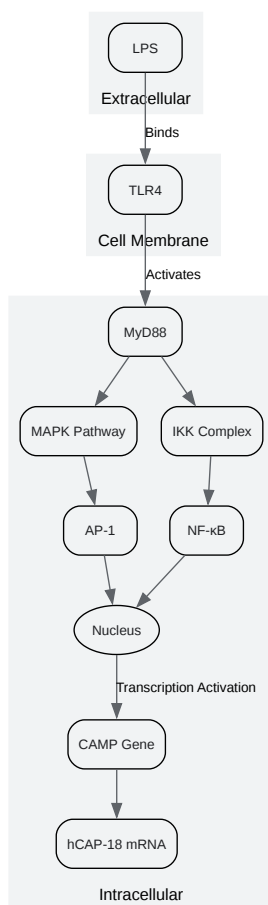 LPS
Extracellular
Binds
TLR4
Cell Membrane
Activates
MyD88
MAPK Pathway
IKK Complex
AP-1
NF-κB
Nucleus
Transcription Activation
CAMP Gene
hCAP-18 mRNA
Intracellular